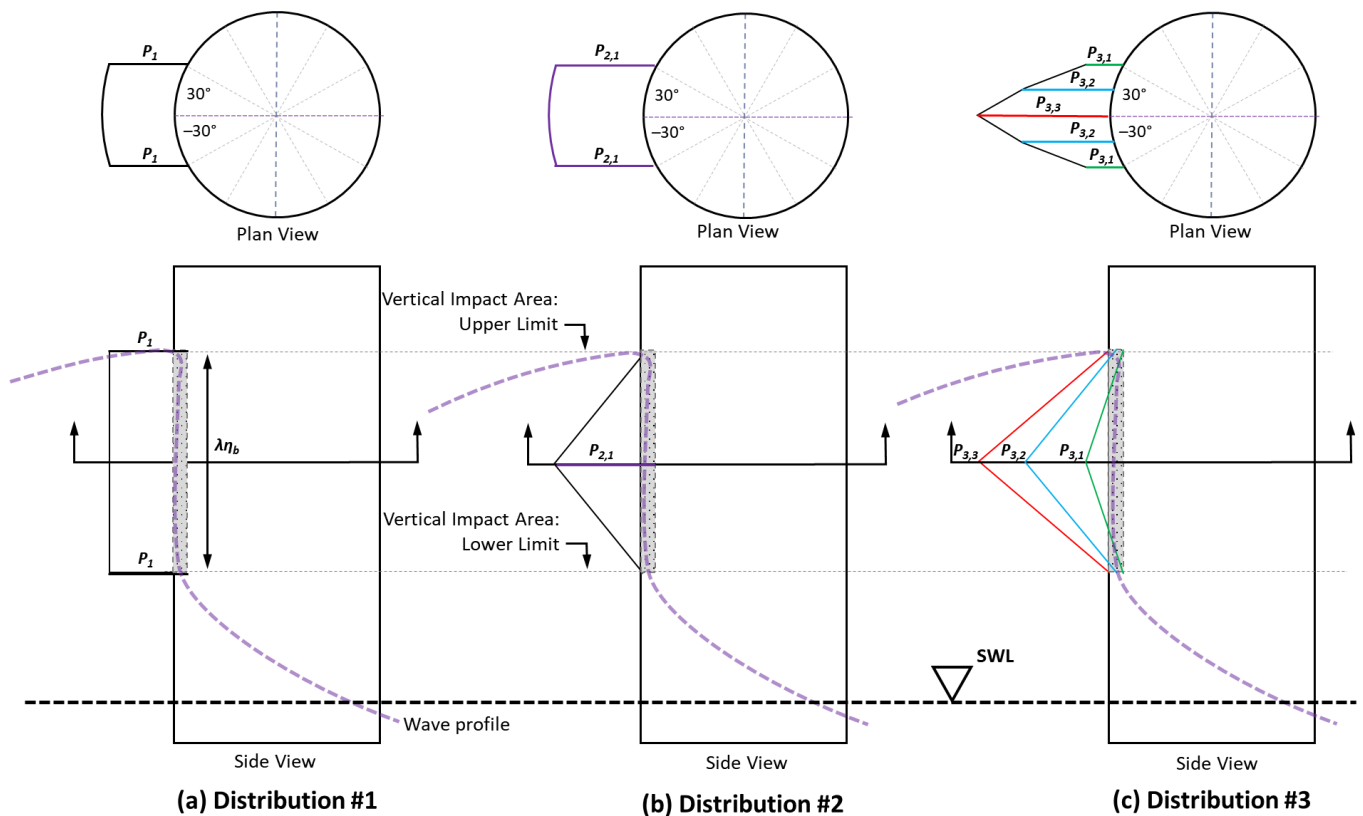 P1
30°
−30°
P1
Plan View
P2,1
30°
−30°
P2,1
Plan View
P3,1
P3,2
30°
P3,3
−30°
P3,2
P3,1
Plan View
Vertical Impact Area:
Upper Limit
P1
ληb
P1
P2,1
Vertical Impact Area:
Lower Limit
P3,3
P3,2
P3,1
SWL
Wave profile
Side View
Side View
Side View
(a) Distribution #1
(b) Distribution #2
(c) Distribution #3